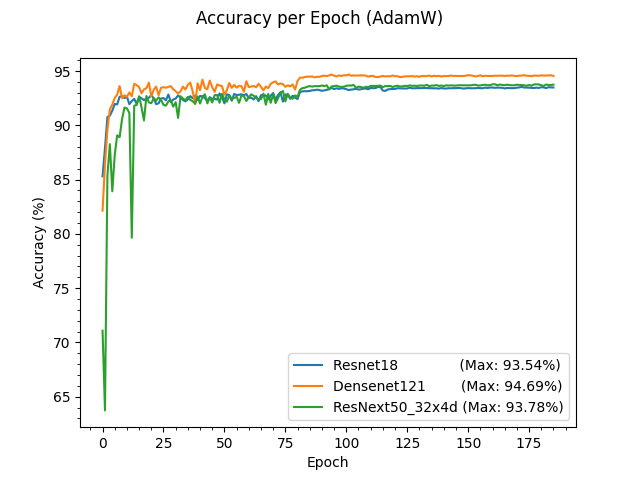 Accuracy per Epoch (AdamW)
Accuracy (%)
95
90
85
80
75
70
65
0
25
50
75
100
125
150
175
Epoch
Resnet18 (Max: 93.54%)
Densenet121 (Max: 94.69%)
ResNext50_32x4d (Max: 93.78%)